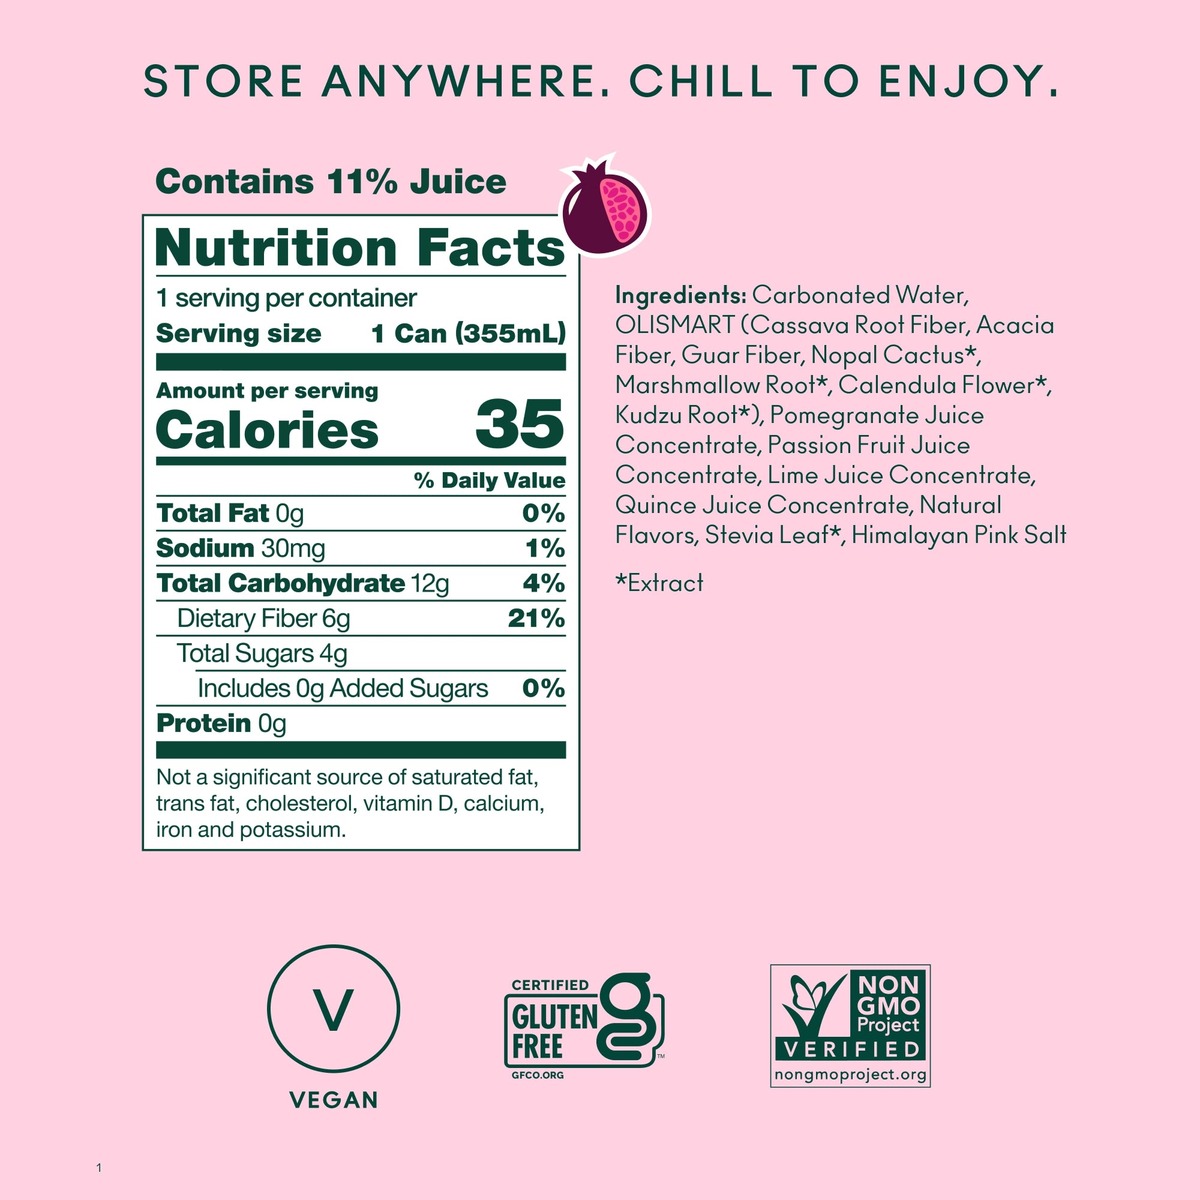 STORE ANYWHERE. CHILL TO ENJOY.
Contains 11% Juice
Nutrition Facts
1 serving per container
Serving size 1 Can (355mL)
Amount per serving
Calories 35
% Daily Value
Total Fat 0g 0%
Sodium 30mg 1%
Total Carbohydrate 12g 4%
Dietary Fiber 6g 21%
Total Sugars 4g
Includes 0g Added Sugars 0%
Protein 0g
Not a significant source of saturated fat,
trans fat, cholesterol, vitamin D, calcium,
iron and potassium.
Ingredients: Carbonated Water,
OLISMART (Cassava Root Fiber, Acacia
Fiber, Guar Fiber, Nopal Cactus*,
Marshmallow Root*, Calendula Flower*,
Kudzu Root*), Pomegranate Juice
Concentrate, Passion Fruit Juice
Concentrate, Lime Juice Concentrate,
Quince Juice Concentrate, Natural
Flavors, Stevia Leaf*, Himalayan Pink Salt
*Extract
V
VEGAN
CERTIFIED
GLUTEN
FREE
g
™
GFCO.ORG
NON
GMO
Project
VERIFIED
nongmoproject.org
1